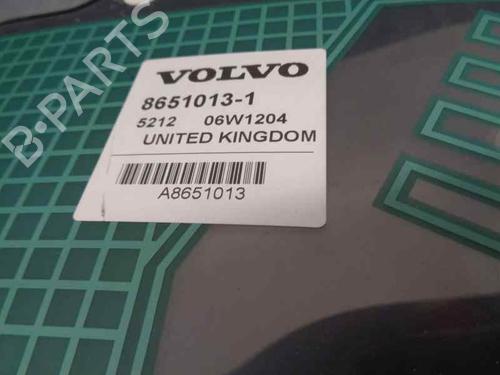 B-PARTS
VOLVO
8651013-1
5212 06W1204
UNITED KINGDOM
A8651013